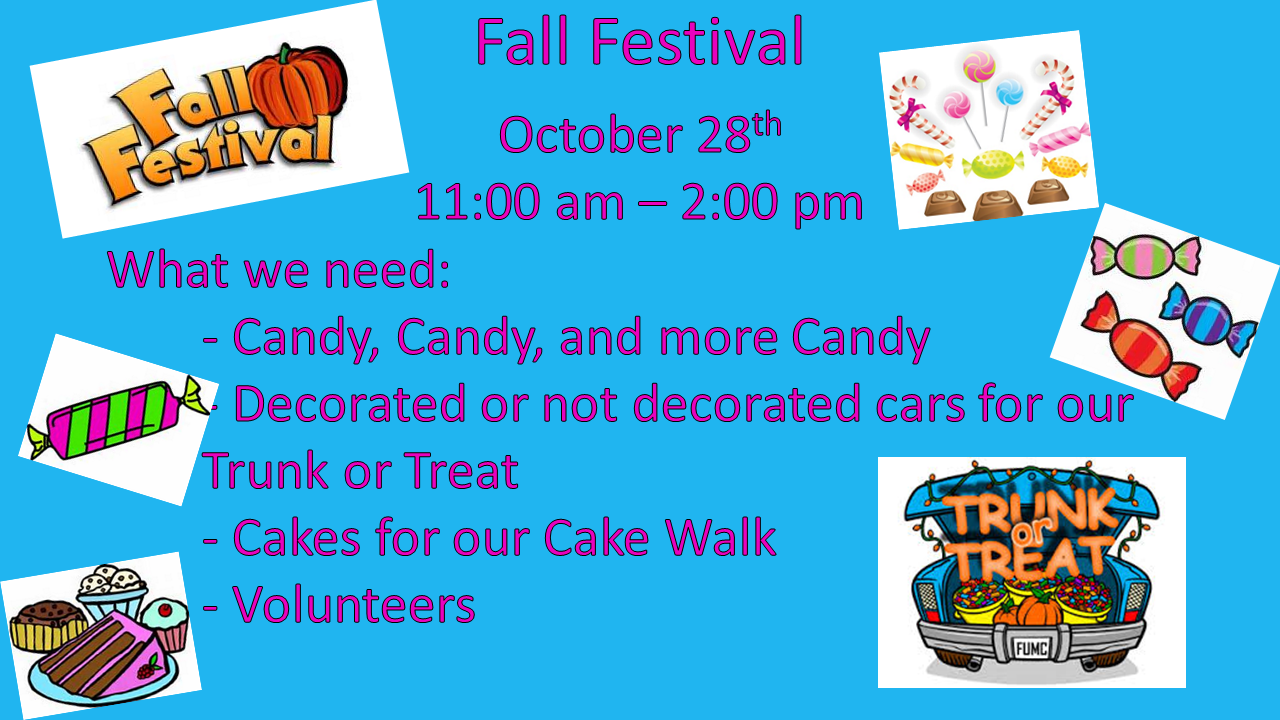 Fall Festival
Fall
Festival
October 28th
11:00 am – 2:00 pm
What we need:
- Candy, Candy, and more Candy
- Decorated or not decorated cars for our
Trunk or Treat
- Cakes for our Cake Walk
- Volunteers
TRUNK
or
TREAT
FUMC